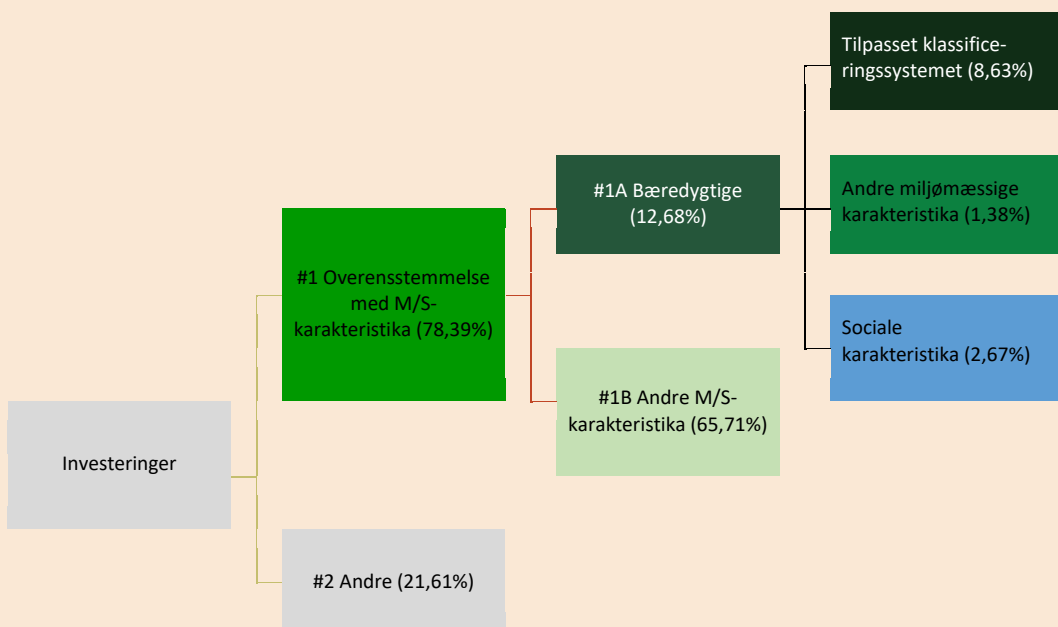 Investeringer
#1 Overensstemmelse
med M/S-
karakteristika (78,39%)
#2 Andre (21,61%)
#1A Bæredygtige
(12,68%)
#1B Andre M/S-
karakteristika (65,71%)
Tilpasset klassifice-
ringssystemet (8,63%)
Andre miljømæssige
karakteristika (1,38%)
Sociale
karakteristika (2,67%)